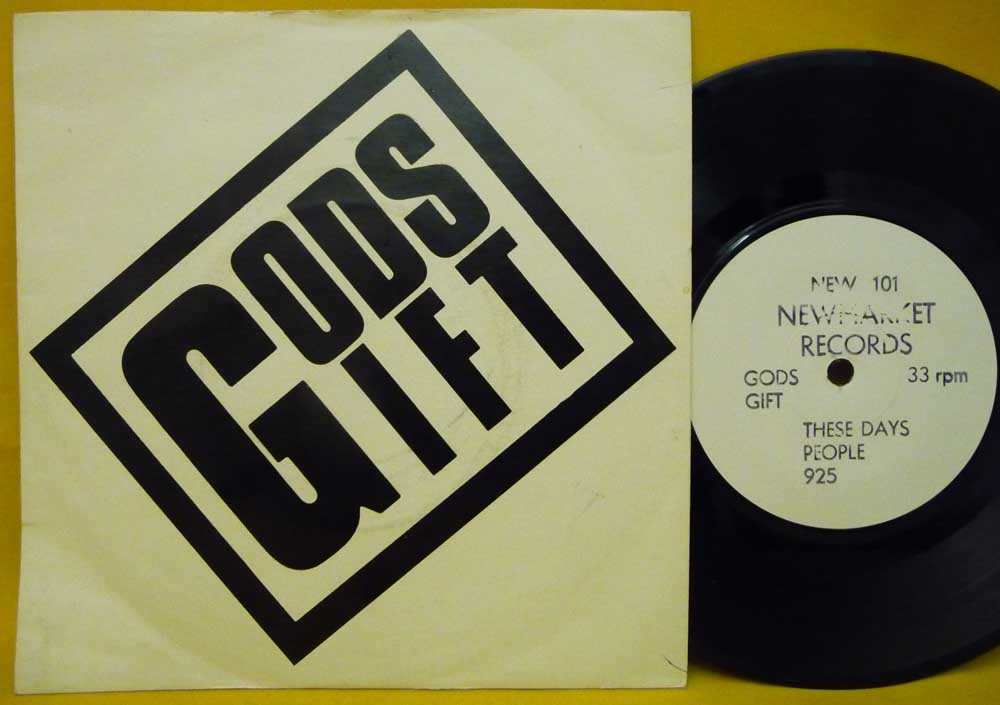 GODS
GIFT
NEW 101
NEWMARKET
RECORDS
GODS
GIFT
33 rpm
THESE DAYS
PEOPLE
925